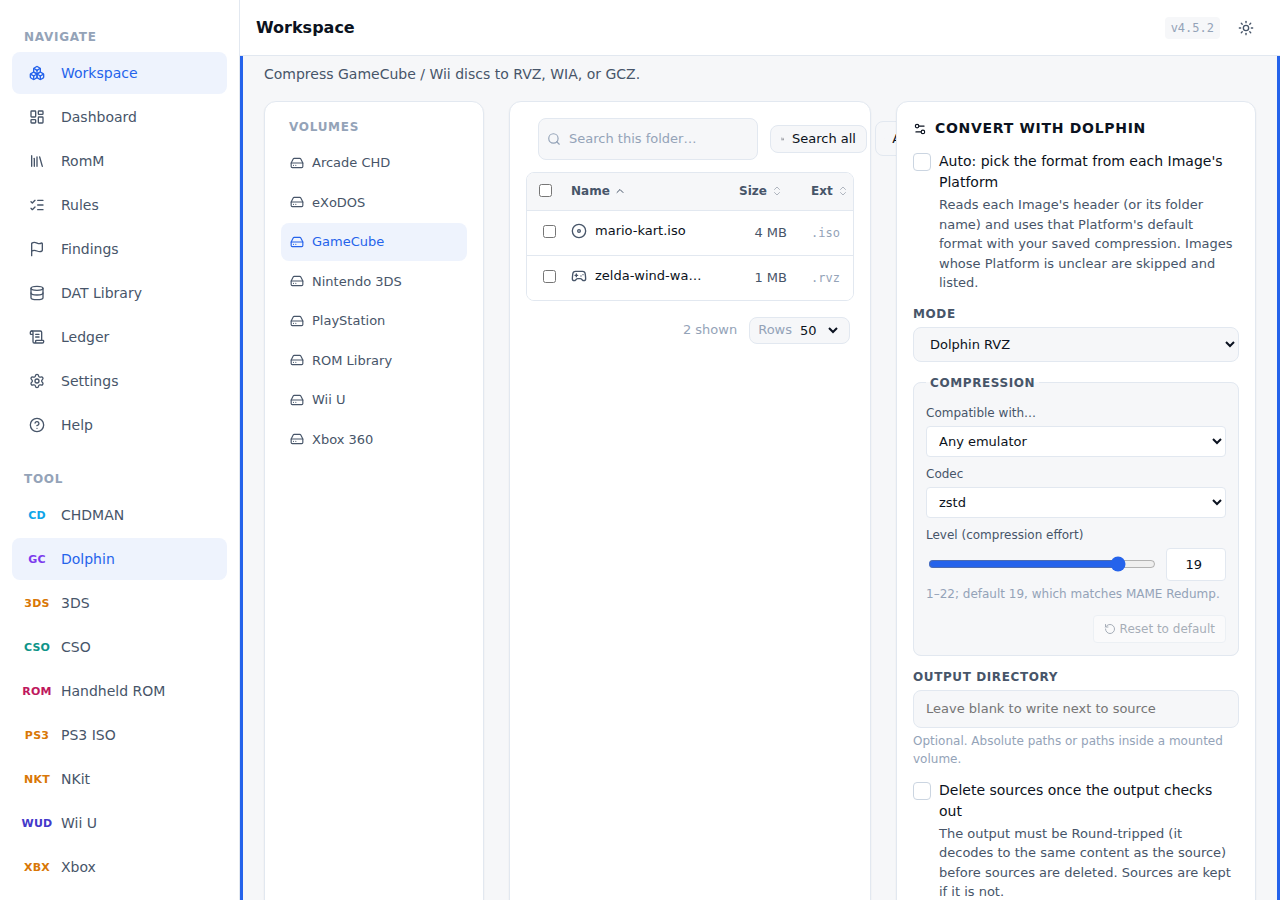 NAVIGATE
Workspace
Dashboard
RomM
Rules
Findings
DAT Library
Ledger
Settings
Help
TOOL
CD CHDMAN
GC Dolphin
3DS 3DS
CSO CSO
ROM Handheld ROM
PS3 PS3 ISO
NKT NKit
WUD Wii U
XBX Xbox
Workspace
v4.5.2
Compress GameCube / Wii discs to RVZ, WIA, or GCZ.
VOLUMES
Arcade CHD
eXoDOS
GameCube
Nintendo 3DS
PlayStation
ROM Library
Wii U
Xbox 360
Search this folder…
Search all
Name Size Ext
mario-kart.iso 4 MB .iso
zelda-wind-wa… 1 MB .rvz
2 shown Rows 50
CONVERT WITH DOLPHIN
Auto: pick the format from each Image's
Platform
Reads each Image's header (or its folder
name) and uses that Platform's default
format with your saved compression. Images
whose Platform is unclear are skipped and
listed.
MODE
Dolphin RVZ
COMPRESSION
Compatible with…
Any emulator
Codec
zstd
Level (compression effort)
19
1–22; default 19, which matches MAME Redump.
Reset to default
OUTPUT DIRECTORY
Leave blank to write next to source
Optional. Absolute paths or paths inside a mounted
volume.
Delete sources once the output checks
out
The output must be Round-tripped (it
decodes to the same content as the source)
before sources are deleted. Sources are kept
if it is not.